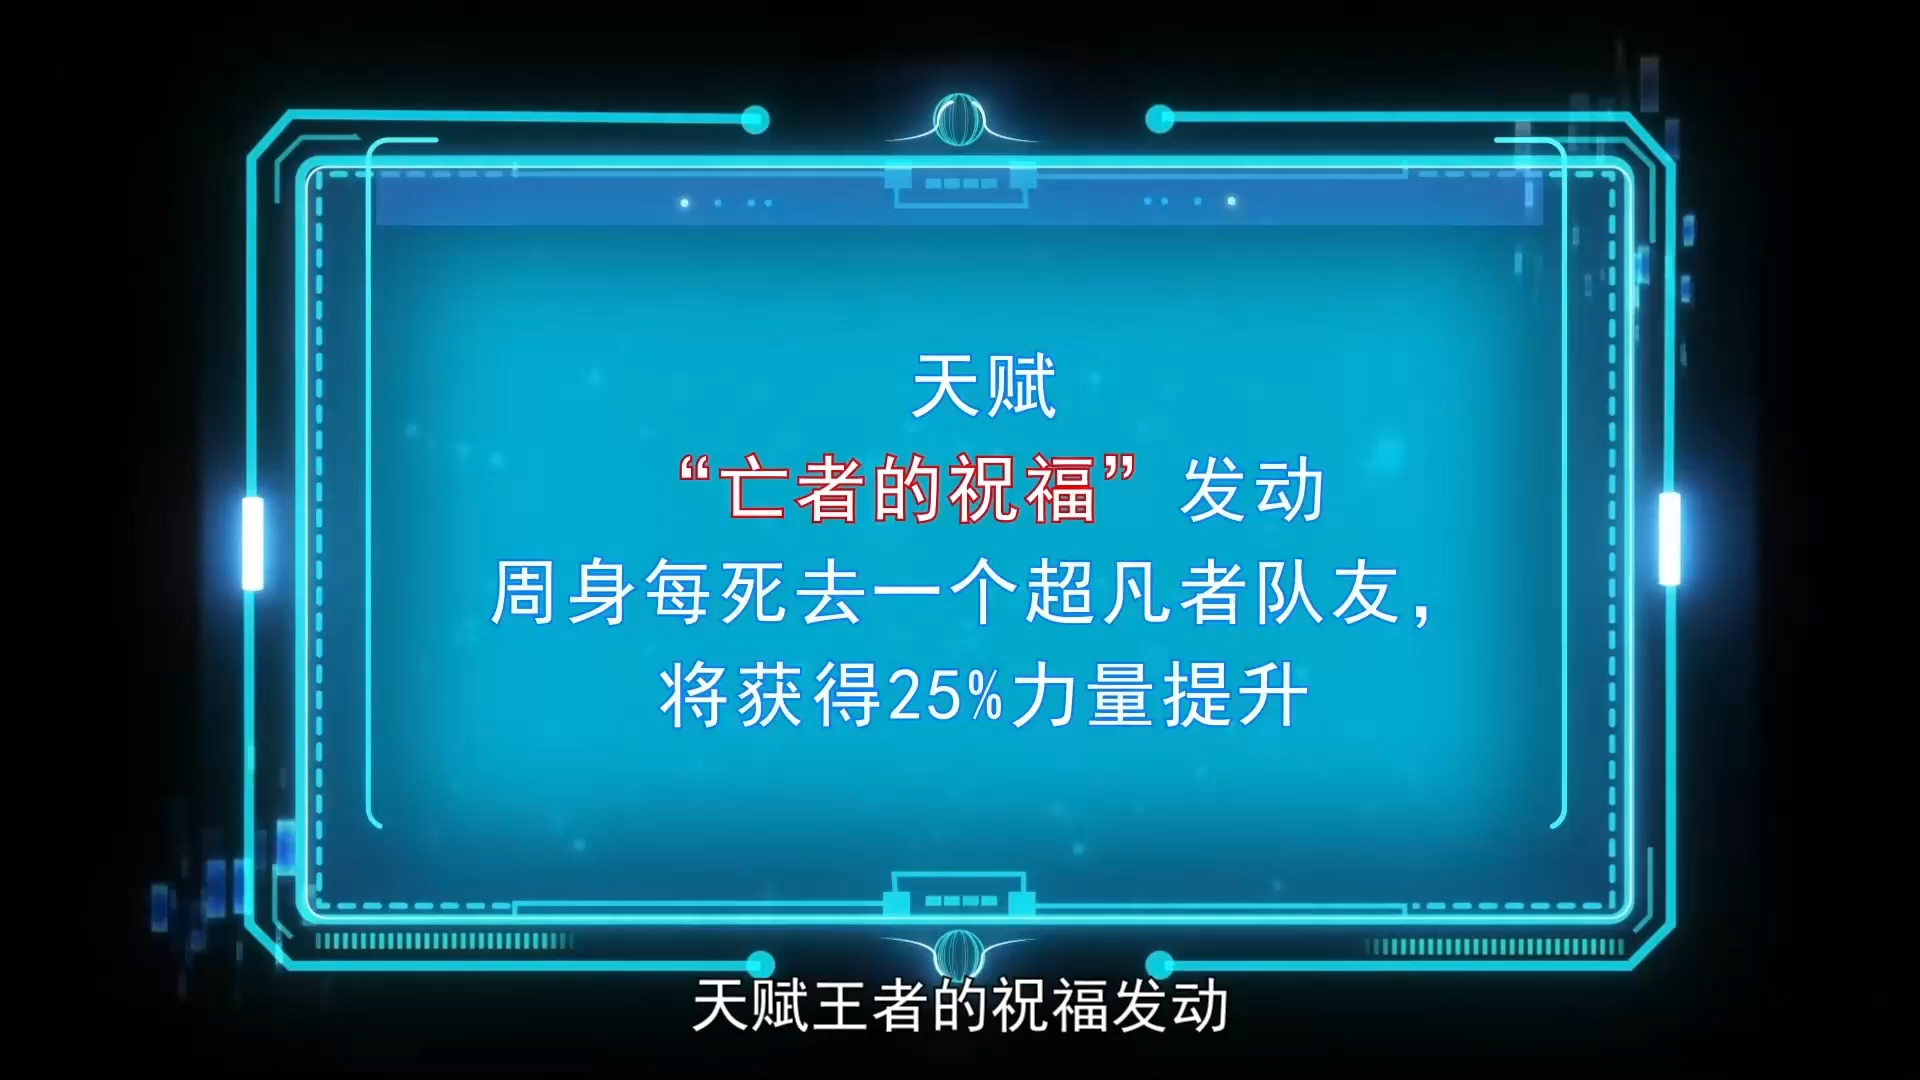 天赋
“亡者的祝福”发动
周身每死去一个超凡者队友，
将获得25%力量提升
天赋王者的祝福发动